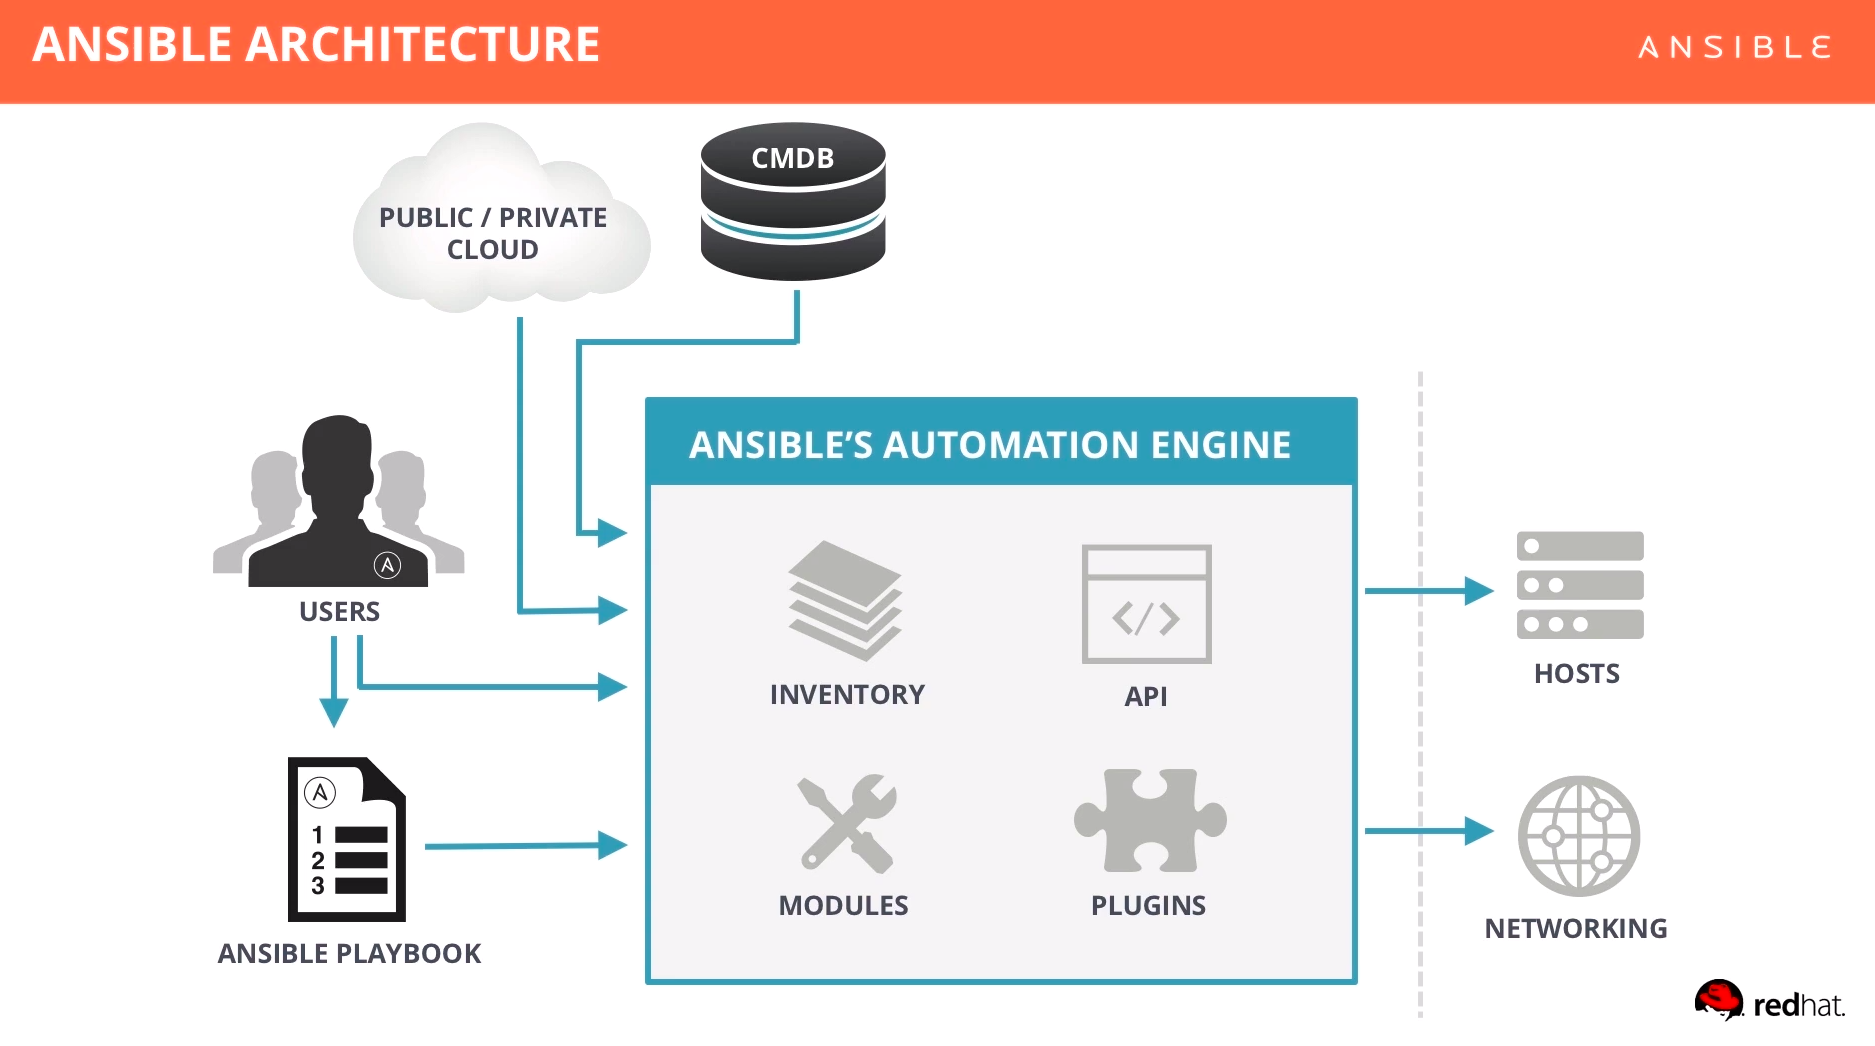 ANSIBLE ARCHITECTURE
ANSIBLE
CMDB
PUBLIC / PRIVATE
CLOUD
ANSIBLE’S AUTOMATION ENGINE
USERS
INVENTORY
API
HOSTS
1
2
3
MODULES
PLUGINS
NETWORKING
ANSIBLE PLAYBOOK
redhat.